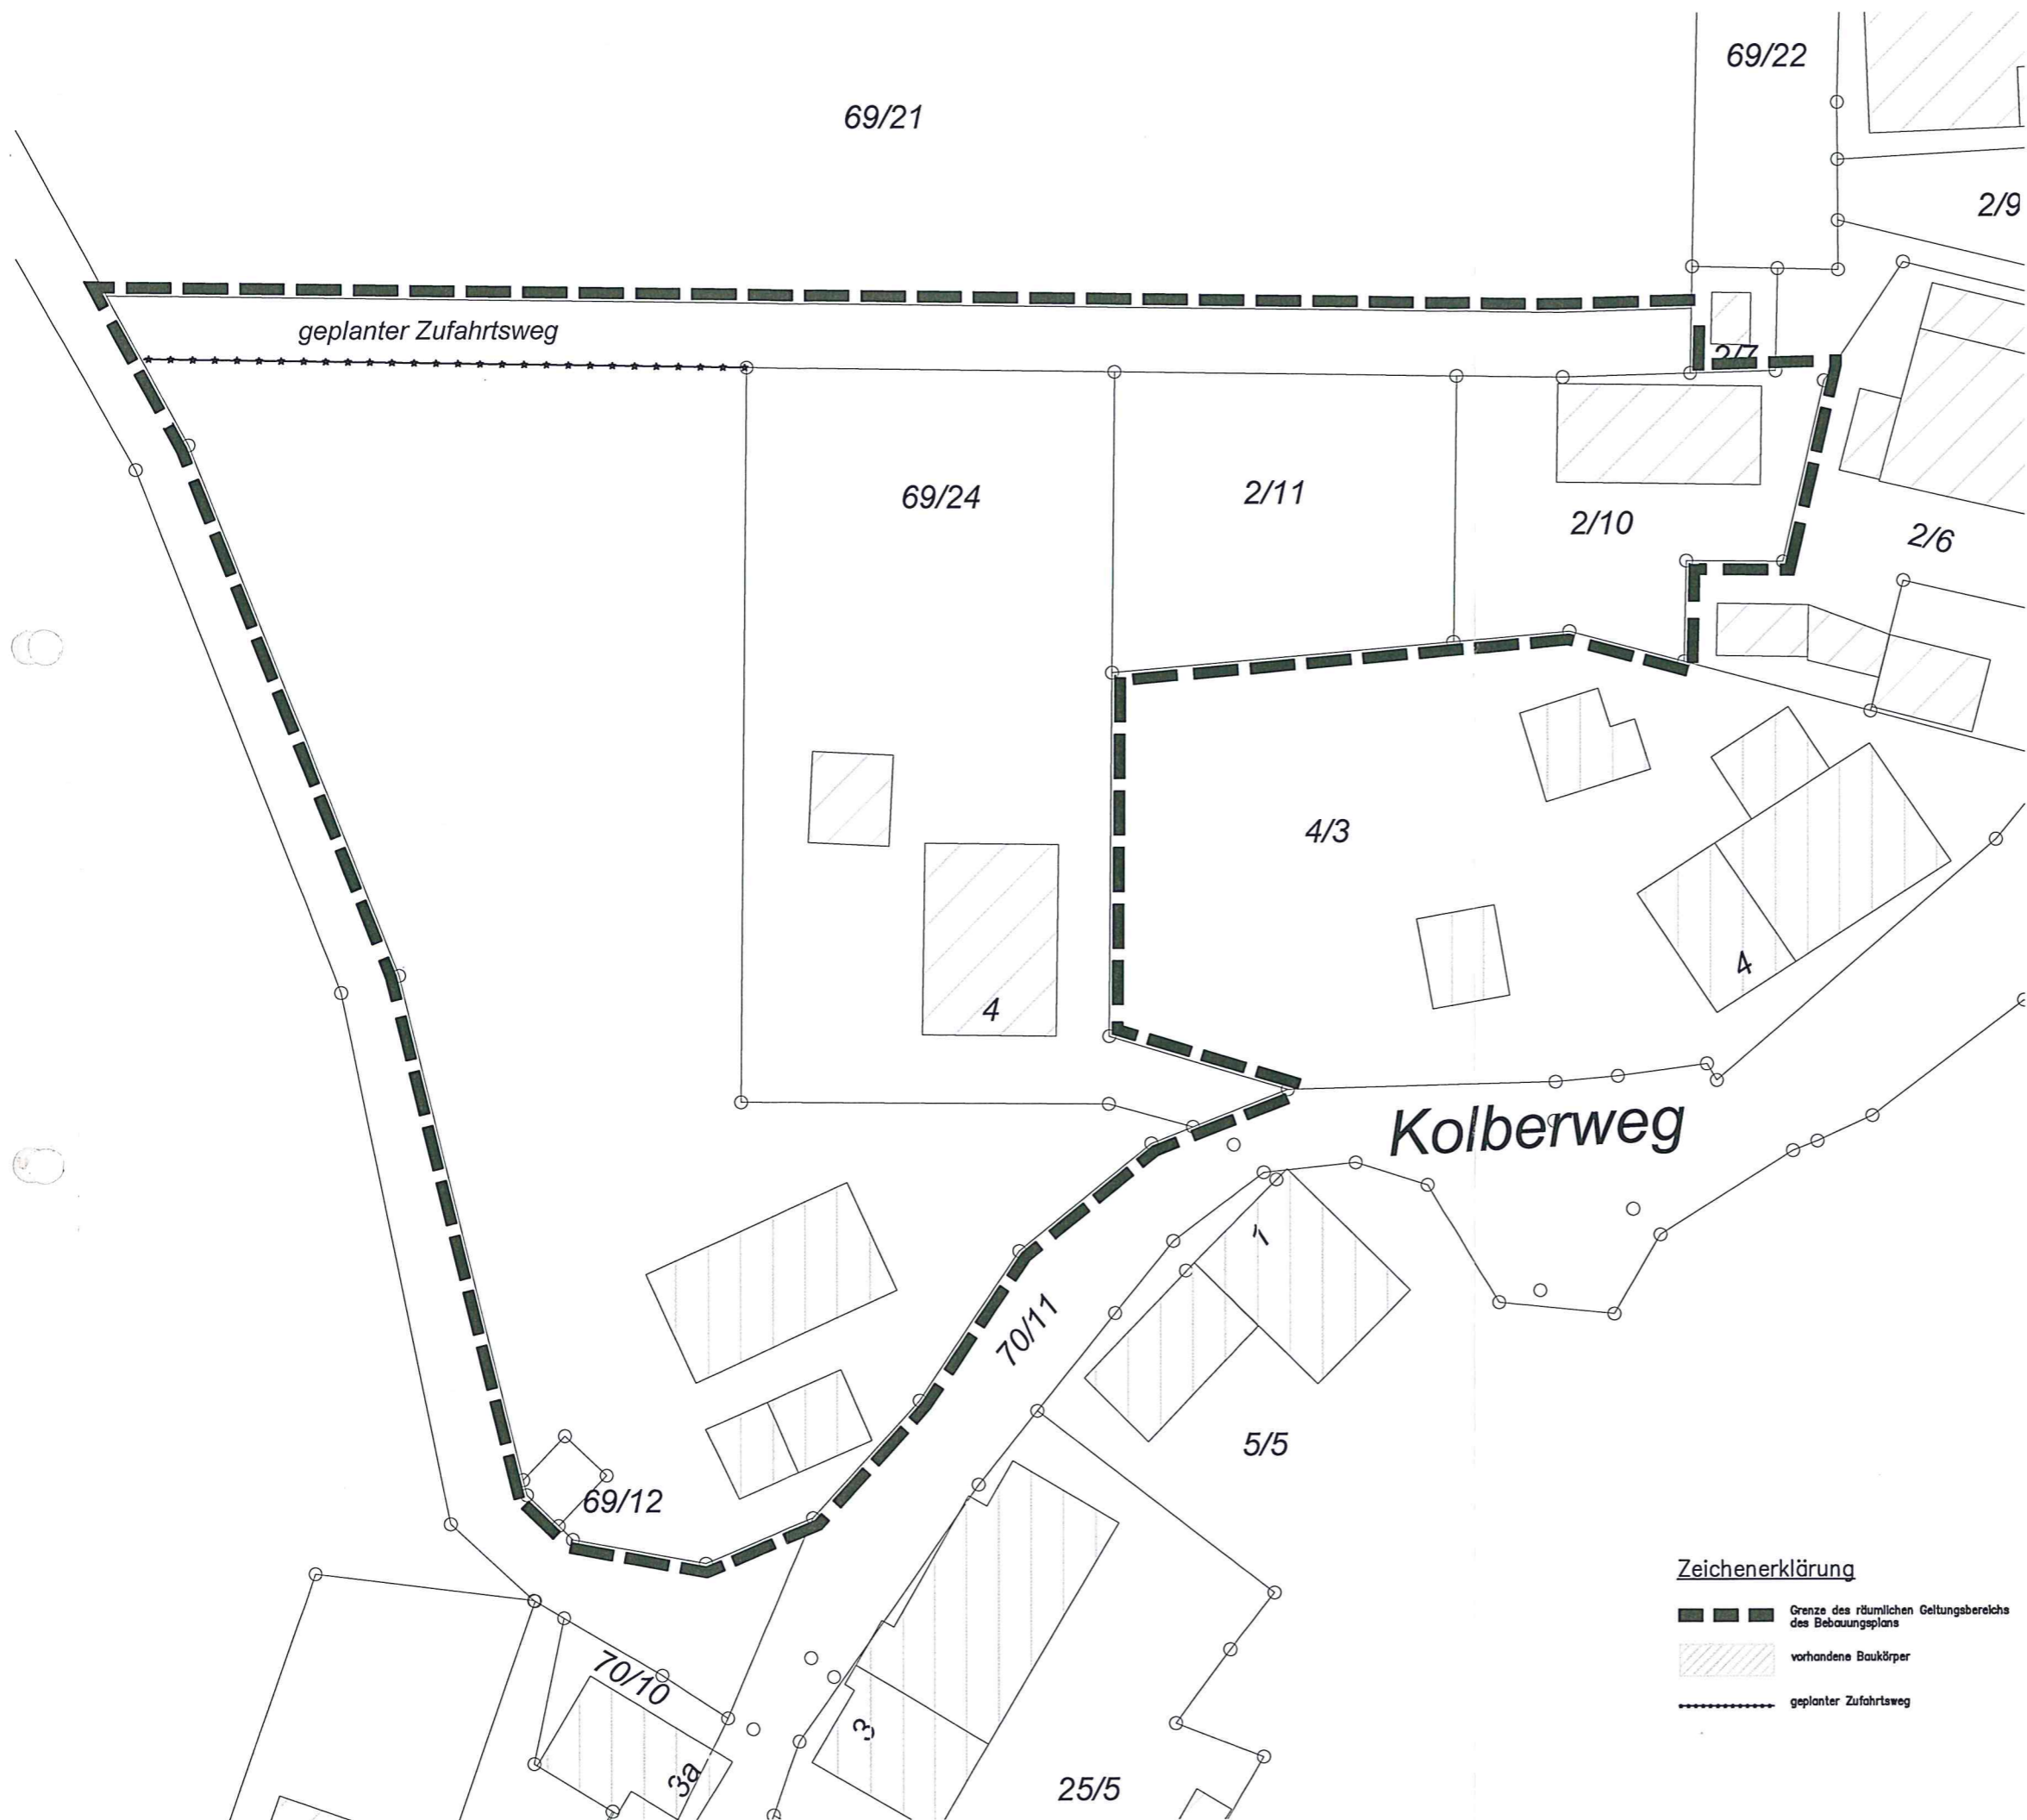 69/22
69/21
2/9
geplanter Zufahrtsweg
2/7
69/24
2/11
2/10
2/6
4/3
4
4
Kolberweg
1
70/11
5/5
69/12
Zeichenerklärung
Grenze des räumlichen Geltungsbereichs
des Bebauungsplans
vorhandene Baukörper
70/10
geplanter Zufahrtsweg
3
3a
25/5